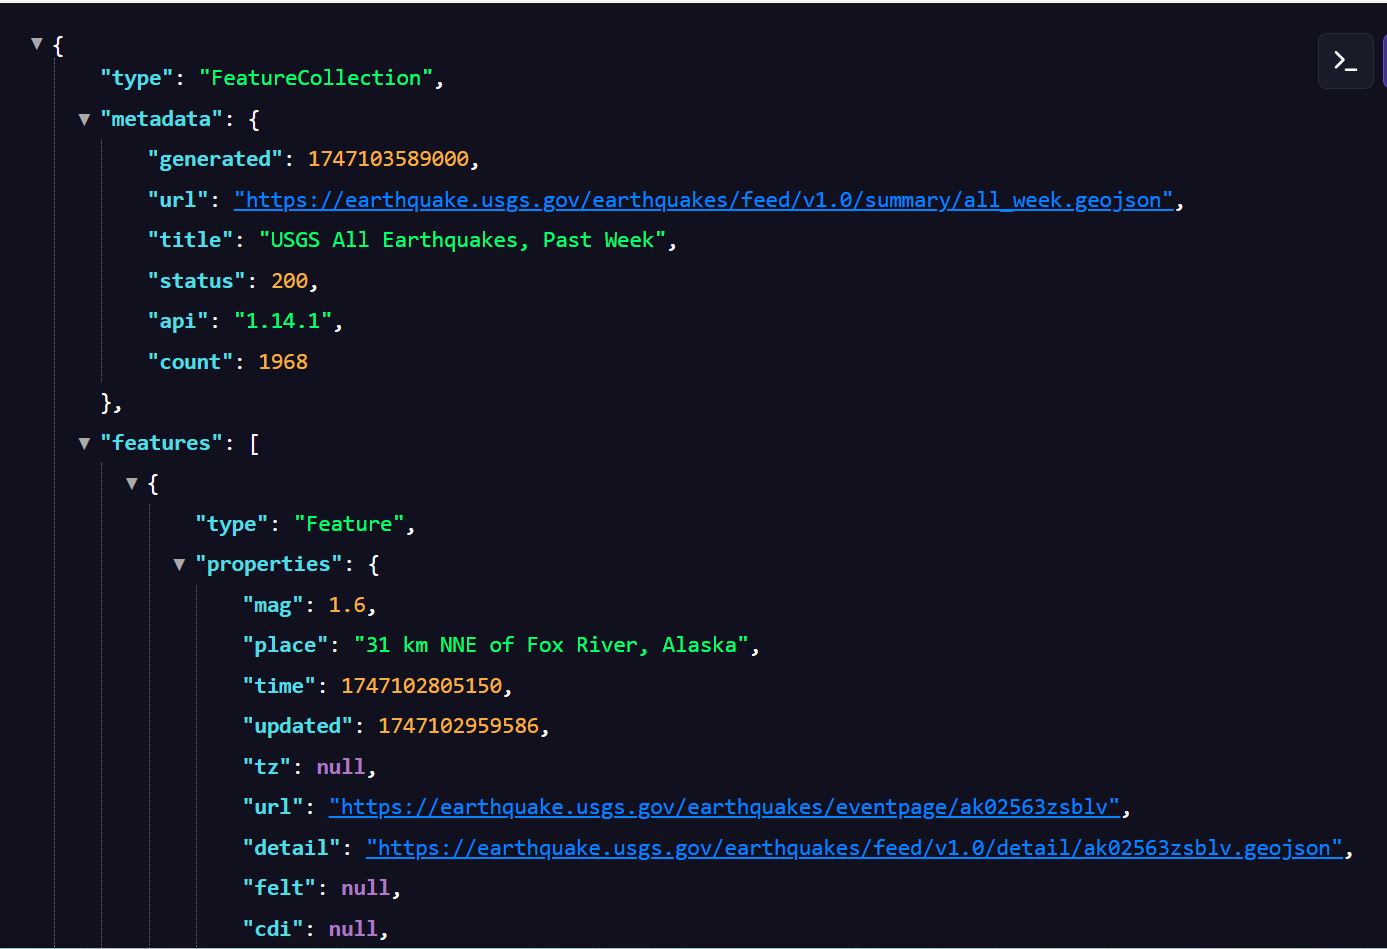 {
"type": "FeatureCollection",
"metadata": {
"generated": 1747103589000,
"url": "https://earthquake.usgs.gov/earthquakes/feed/v1.0/summary/all_week.geojson",
"title": "USGS All Earthquakes, Past Week",
"status": 200,
"api": "1.14.1",
"count": 1968
},
"features": [
{
"type": "Feature",
"properties": {
"mag": 1.6,
"place": "31 km NNE of Fox River, Alaska",
"time": 1747102805150,
"updated": 1747102959586,
"tz": null,
"url": "https://earthquake.usgs.gov/earthquakes/eventpage/ak02563zsblv",
"detail": "https://earthquake.usgs.gov/earthquakes/feed/v1.0/detail/ak02563zsblv.geojson",
"felt": null,
"cdi": null,